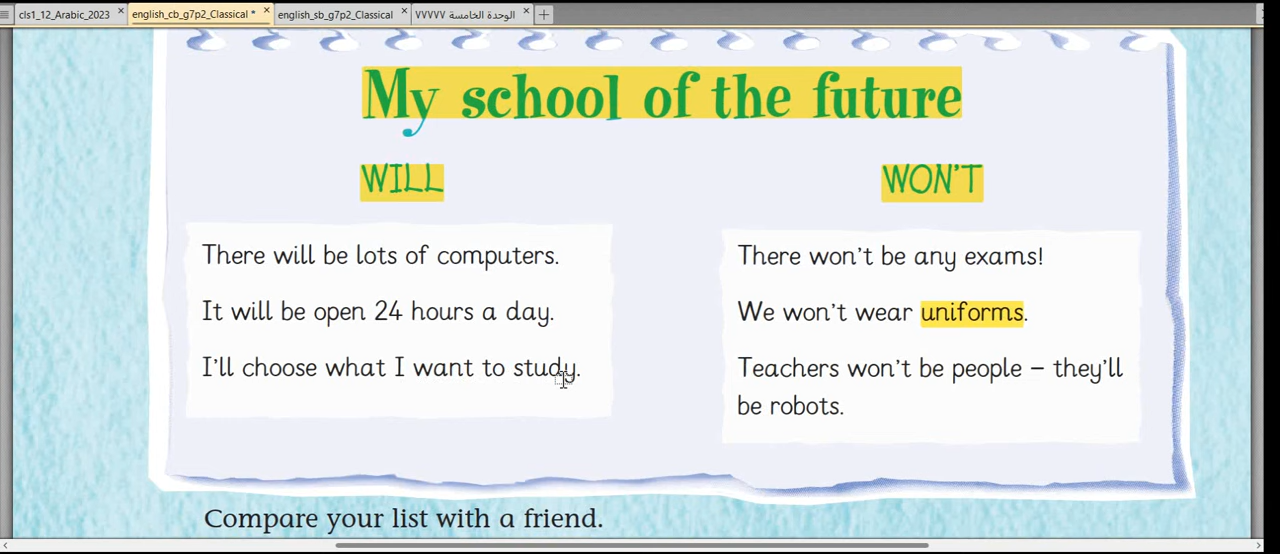 cls1_12_Arabic_2023
english_cb_g7p2_Classical *
english_sb_g7p2_Classical
الوحدة الخامسة ٧٧٧٧٧
My school of the future
WILL
There will be lots of computers.
It will be open 24 hours a day.
I'll choose what I want to study.
WON'T
There won't be any exams!
We won't wear uniforms.
Teachers won't be people – they'll
be robots.
Compare your list with a friend.